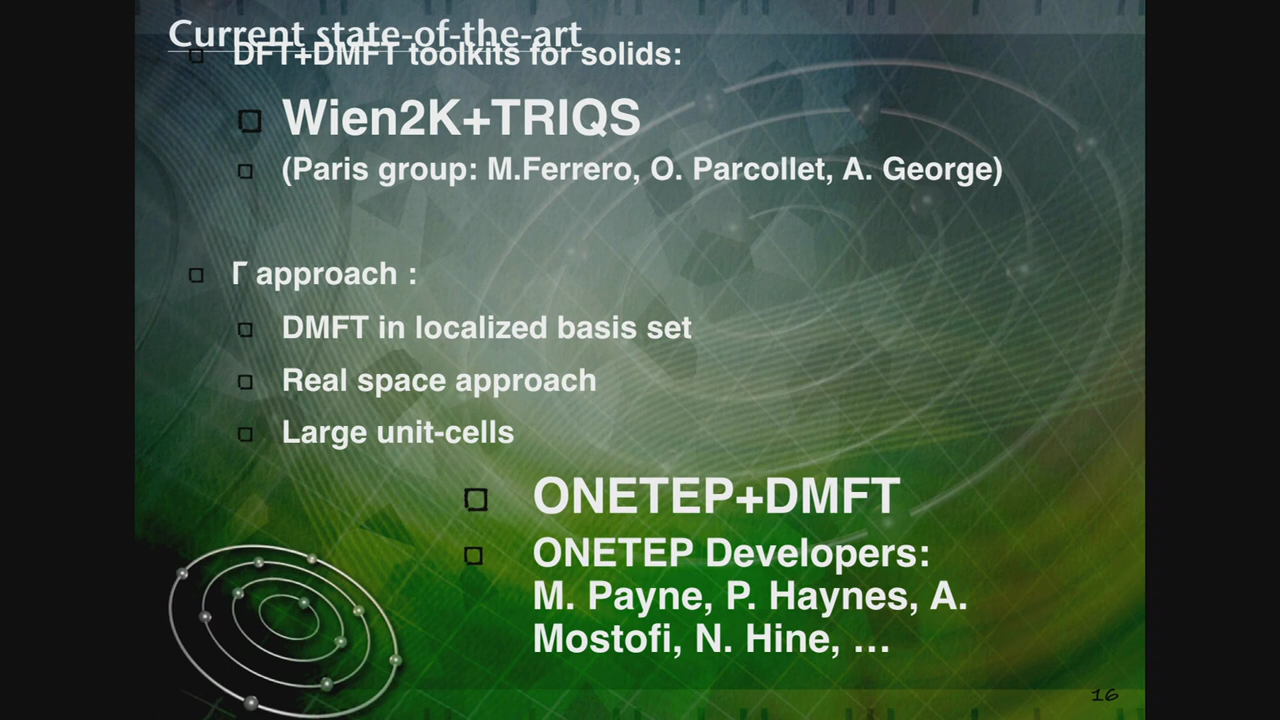 Current state-of-the-art
DFT+DMFT toolkits for solids:
Wien2K+TRIQS
(Paris group: M.Ferrero, O. Parcollet, A. George)
Γ approach :
DMFT in localized basis set
Real space approach
Large unit-cells
ONETEP+DMFT
ONETEP Developers:
M. Payne, P. Haynes, A.
Mostofi, N. Hine, …
16